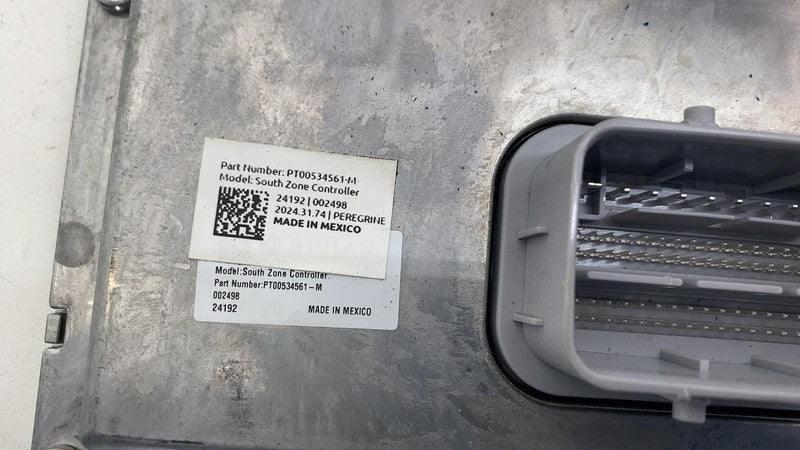 Part Number: PT00534561-M
Model: South Zone Controller
24192 | 002498
2024.31.74 | PEREGRINE
MADE IN MEXICO
Model:South Zone Controller
Part Number:PT00534561-M
002498
24192 MADE IN MEXICO